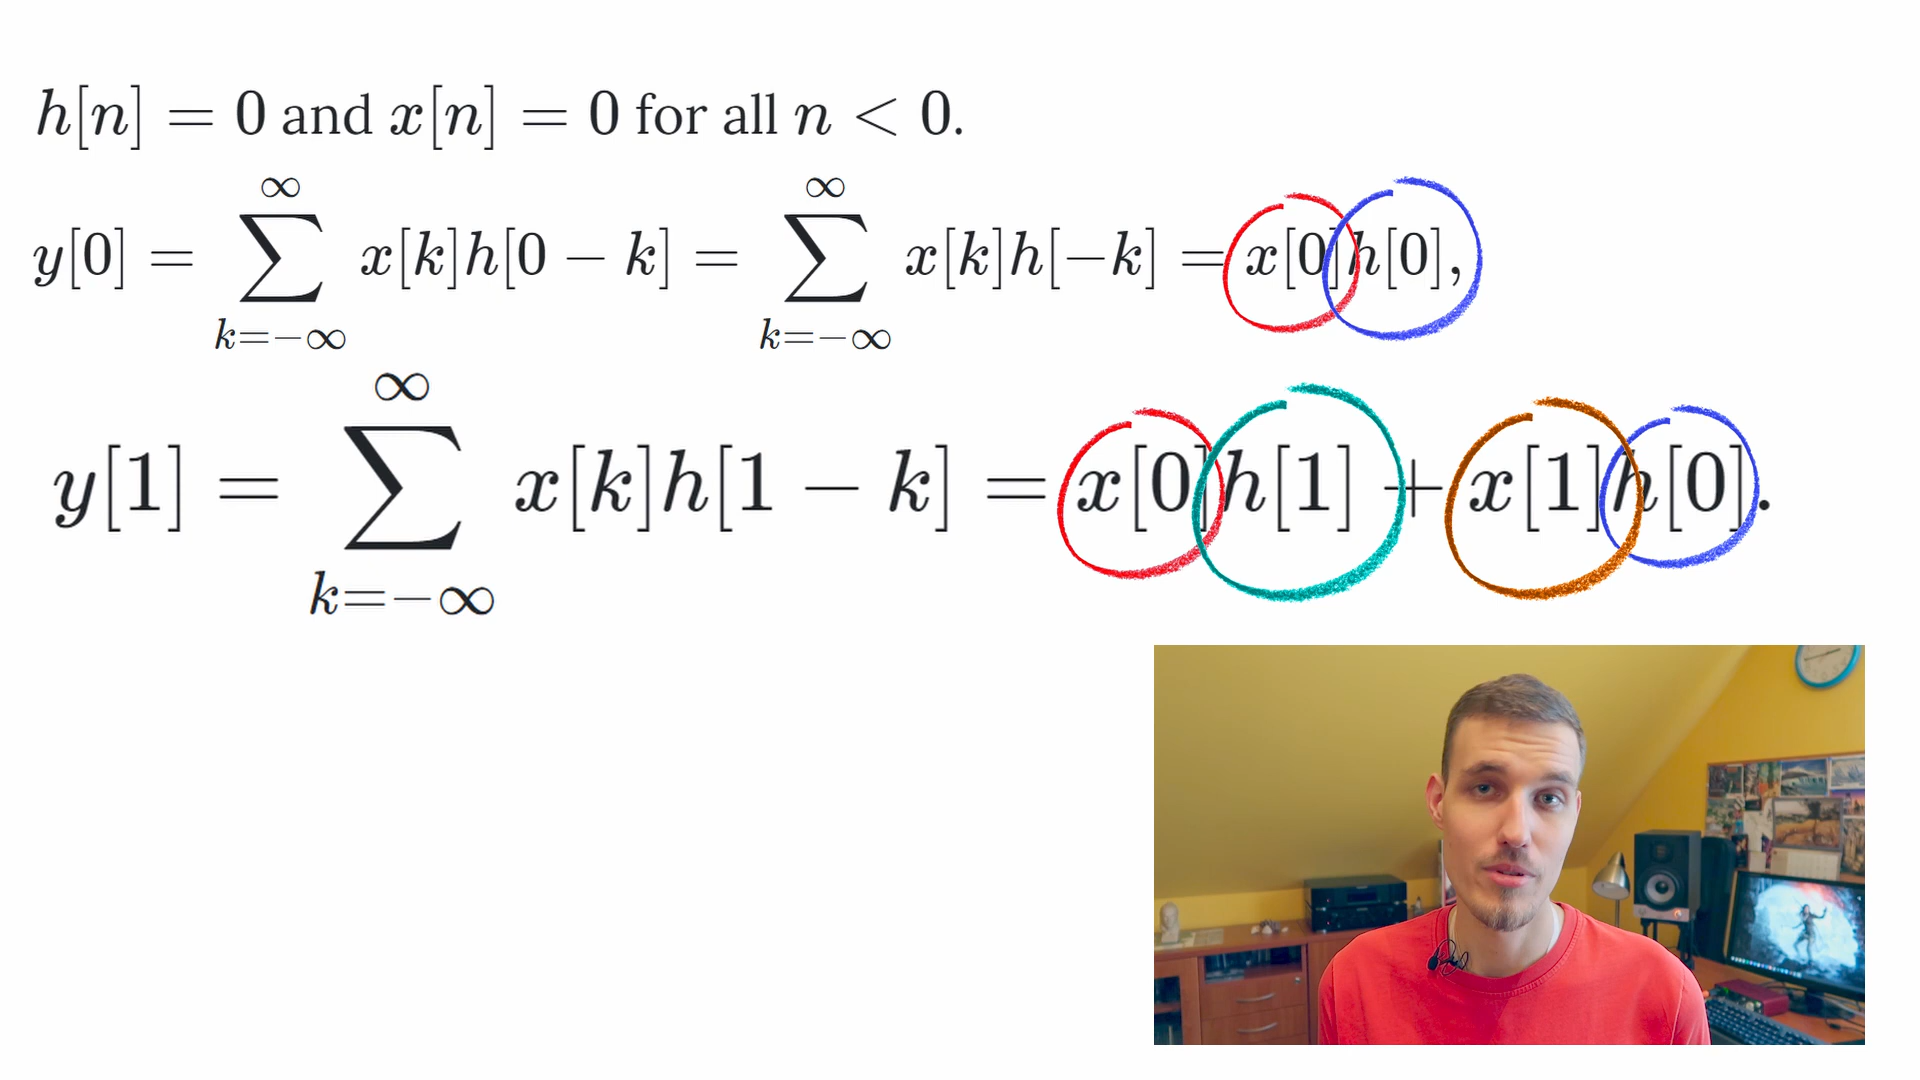 h[n] = 0 and x[n] = 0 for all n < 0.
y[0] = ∑_{k=-∞}^{∞} x[k]h[0 − k] = ∑_{k=-∞}^{∞} x[k]h[−k] = x[0]h[0],
y[1] = ∑_{k=-∞}^{∞} x[k]h[1 − k] = x[0]h[1] + x[1]h[0].